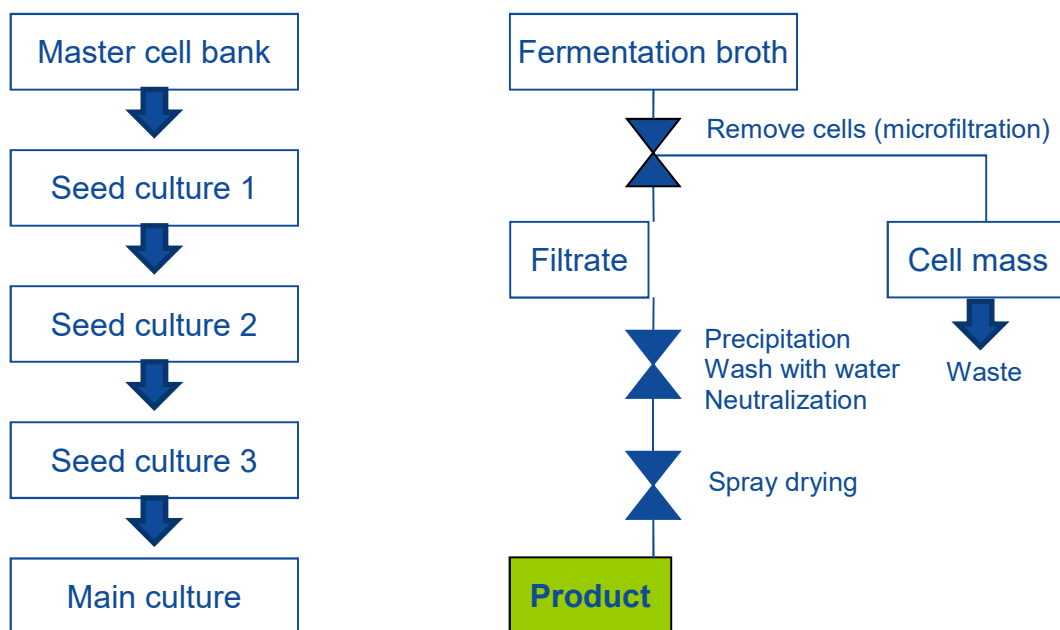 Master cell bank
Seed culture 1
Seed culture 2
Seed culture 3
Main culture
Fermentation broth
Remove cells (microfiltration)
Filtrate
Cell mass
Precipitation
Wash with water
Neutralization
Waste
Spray drying
Product